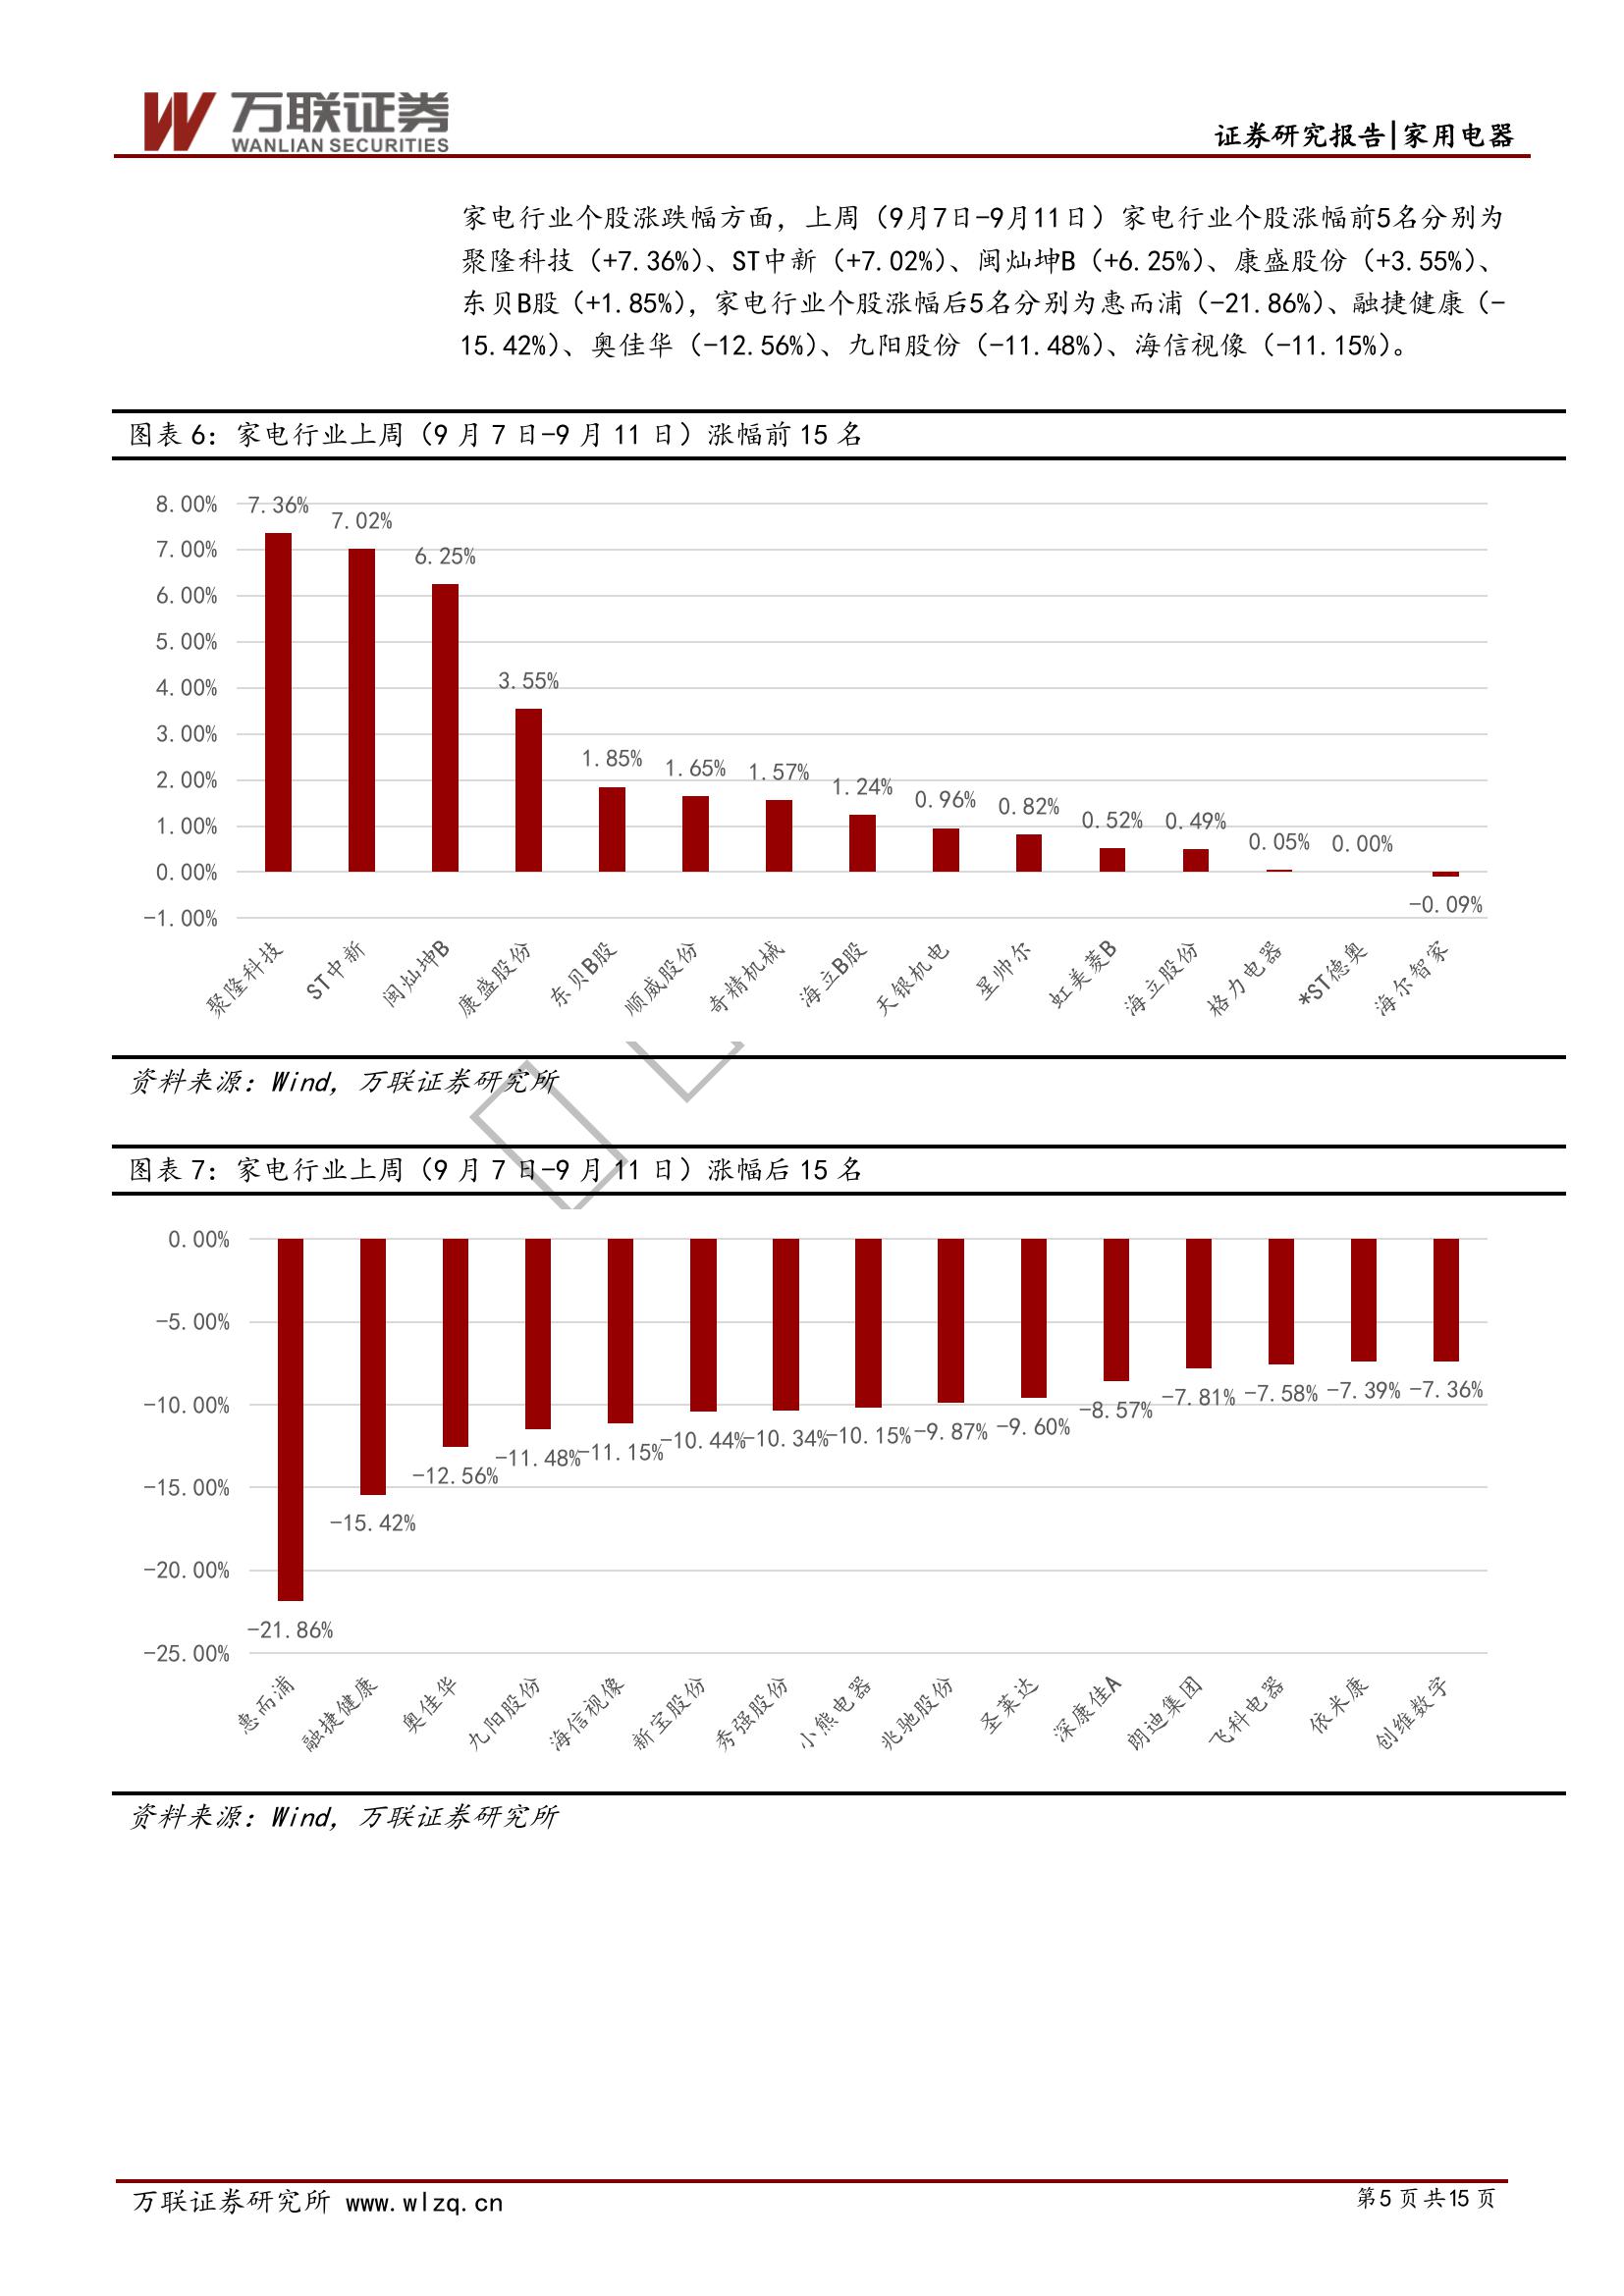 万联证券
WANLIAN SECURITIES
证券研究报告|家用电器
家电行业个股涨跌幅方面，上周（9月7日-9月11日）家电行业个股涨幅前5名分别为
聚隆科技（+7.36%）、ST中新（+7.02%）、闽灿坤B（+6.25%）、康盛股份（+3.55%）、
东贝B股（+1.85%），家电行业个股涨幅后5名分别为惠而浦（-21.86%）、融捷健康（-
15.42%）、奥佳华（-12.56%）、九阳股份（-11.48%）、海信视像（-11.15%）。
图表 6：家电行业上周（9 月 7 日-9 月 11 日）涨幅前 15 名
8.00%
7.00%
6.00%
5.00%
4.00%
3.00%
2.00%
1.00%
0.00%
-1.00%
7.36%
7.02%
6.25%
3.55%
1.85%
1.65%
1.57%
1.24%
0.96%
0.82%
0.52%
0.49%
0.05%
0.00%
-0.09%
聚隆科技
ST中新
闽灿坤B
康盛股份
东贝B股
顺威股份
奇精机械
海立B股
天银机电
星帅尔
虹美菱B
海立股份
格力电器
*ST德奥
海尔智家
资料来源：Wind，万联证券研究所
图表 7：家电行业上周（9 月 7 日-9 月 11 日）涨幅后 15 名
0.00%
-5.00%
-10.00%
-15.00%
-20.00%
-25.00%
-21.86%
-15.42%
-12.56%
-11.48%
-11.15%
-10.44%
-10.34%
-10.15%
-9.87%
-9.60%
-8.57%
-7.81%
-7.58%
-7.39%
-7.36%
惠而浦
融捷健康
奥佳华
九阳股份
海信视像
新宝股份
秀强股份
小熊电器
兆驰股份
圣莱达
深康佳A
朗迪集团
飞科电器
依米康
创维数字
资料来源：Wind，万联证券研究所
万联证券研究所 www.wlzq.cn
第5 页 共15 页